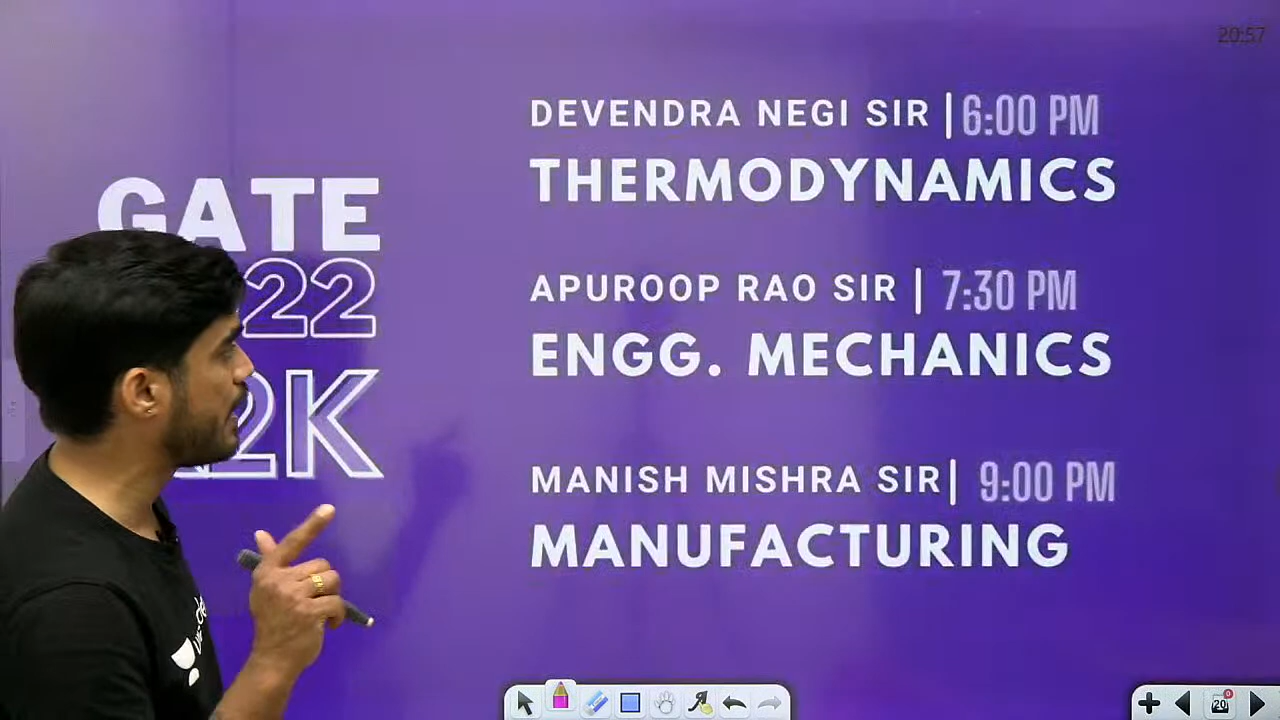 20:57
DEVENDRA NEGI SIR | 6:00 PM
THERMODYNAMICS
GATE
22
APUROOP RAO SIR | 7:30 PM
ENGG. MECHANICS
2K
MANISH MISHRA SIR | 9:00 PM
MANUFACTURING
20